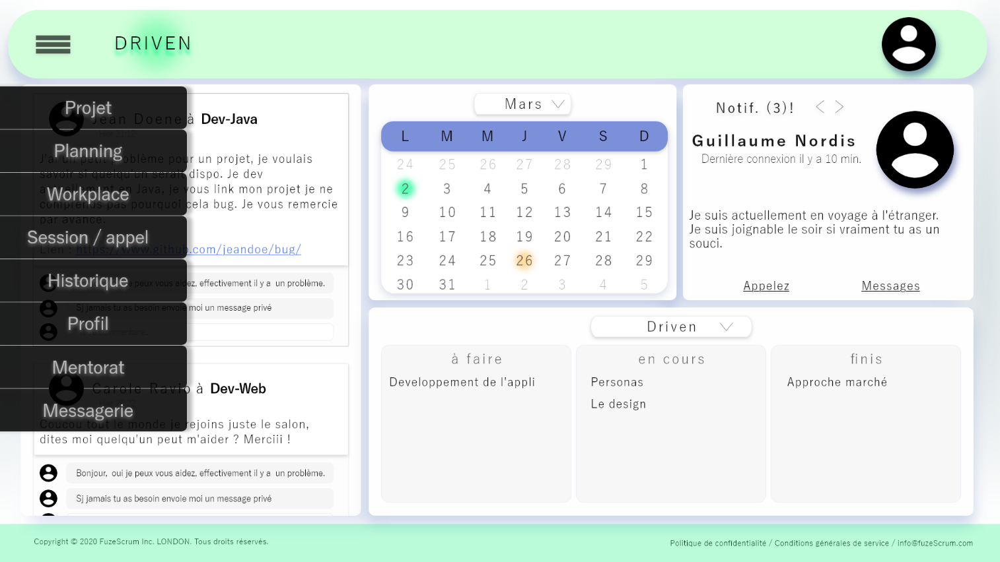 DRIVEN
Projet
Planning
Workplace
Session / appel
Historique
Profil
Mentorat
Messagerie
Jean Doene à Dev-Java
J'ai un petit problème pour un projet, je voulais
savoir si quelqu'un serait dispo. Je dev
actuellement en Java, je vous link mon projet je ne
comprends pas pourquoi cela bug. Je vous remercie
par avance.
Lien : https://www.github.com/jeandoe/bug/
je peux vous aidez, effectivement il y a un problème.
Sj jamais tu as besoin envoie moi un message privé
Carole Ravio à Dev-Web
Coucou tout le monde je rejoins juste le salon,
dites moi quelqu'un peut m'aider ? Merciii !
Bonjour, oui je peux vous aidez, effectivement il y a un problème.
Sj jamais tu as besoin envoie moi un message privé
Mars
L M M J V S D
24 25 26 27 28 29 1
2 3 4 5 6 7 8
9 10 11 12 13 14 15
16 17 18 19 20 21 22
23 24 25 26 27 28 29
30 31 1 2 3 4 5
Notif. (3)!
Guillaume Nordis
Dernière connexion il y a 10 min.
Je suis actuellement en voyage à l'étranger.
Je suis joignable le soir si vraiment tu as un
souci.
Appelez Messages
Driven
à faire
Developpement de l'appli
en cours
Personas
Le design
finis
Approche marché
Copyright © 2020 FuzeScrum Inc. LONDON. Tous droits réservés.
Politique de confidentialité / Conditions générales de service / info@fuzeScrum.com